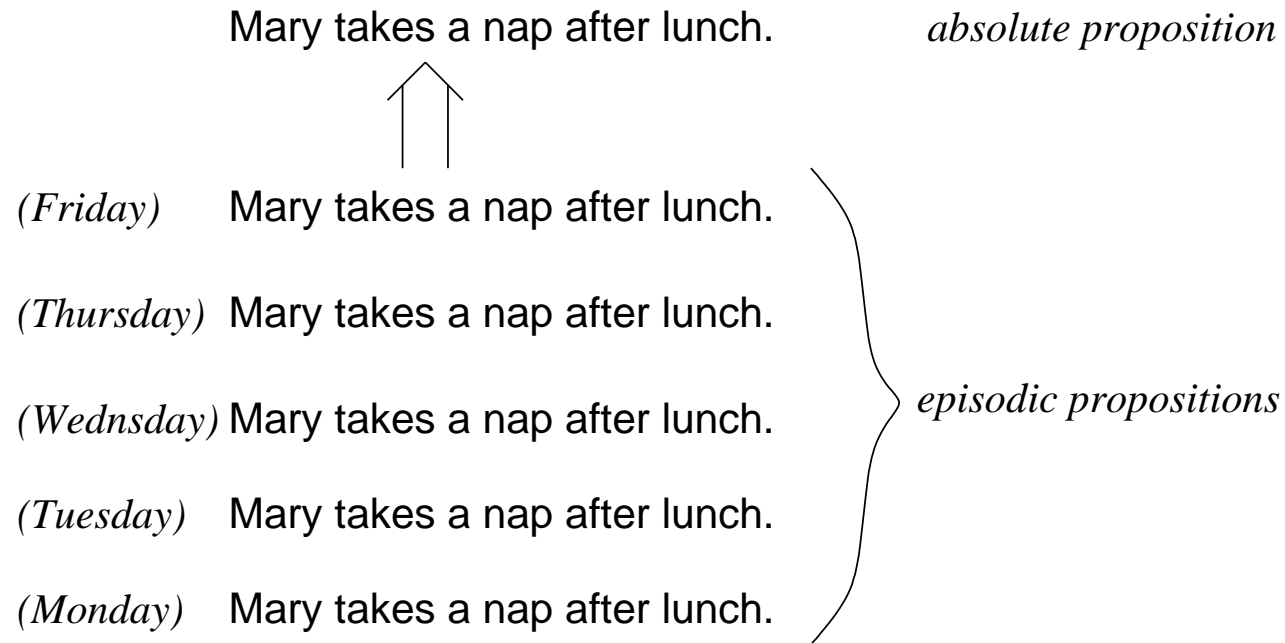 Mary takes a nap after lunch. absolute proposition
(Friday) Mary takes a nap after lunch.
(Thursday) Mary takes a nap after lunch.
(Wednsday) Mary takes a nap after lunch.
episodic propositions
(Tuesday) Mary takes a nap after lunch.
(Monday) Mary takes a nap after lunch.